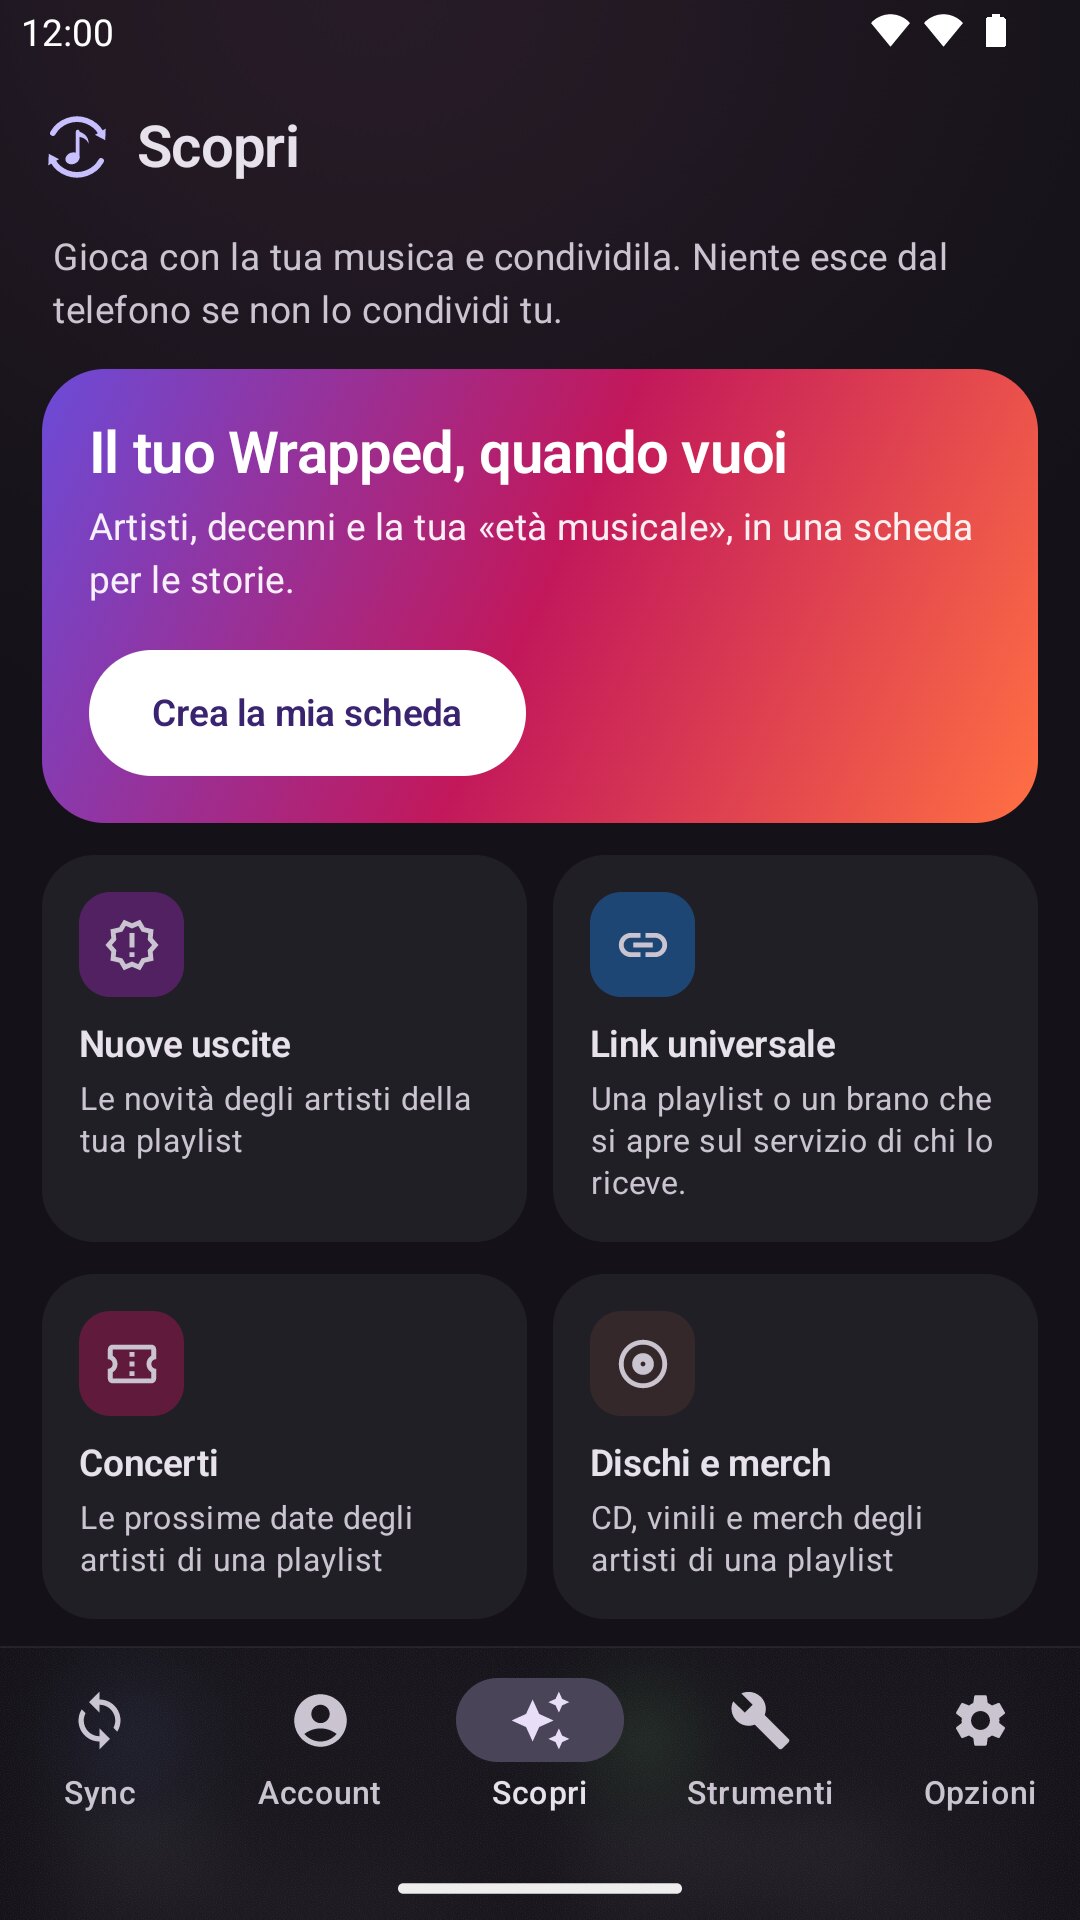 12:00
Scopri
Gioca con la tua musica e condividila. Niente esce dal
telefono se non lo condividi tu.
Il tuo Wrapped, quando vuoi
Artisti, decenni e la tua «età musicale», in una scheda
per le storie.
Crea la mia scheda
Nuove uscite
Le novità degli artisti della
tua playlist
Link universale
Una playlist o un brano che
si apre sul servizio di chi lo
riceve.
Concerti
Le prossime date degli
artisti di una playlist
Dischi e merch
CD, vinili e merch degli
artisti di una playlist
Sync
Account
Scopri
Strumenti
Opzioni